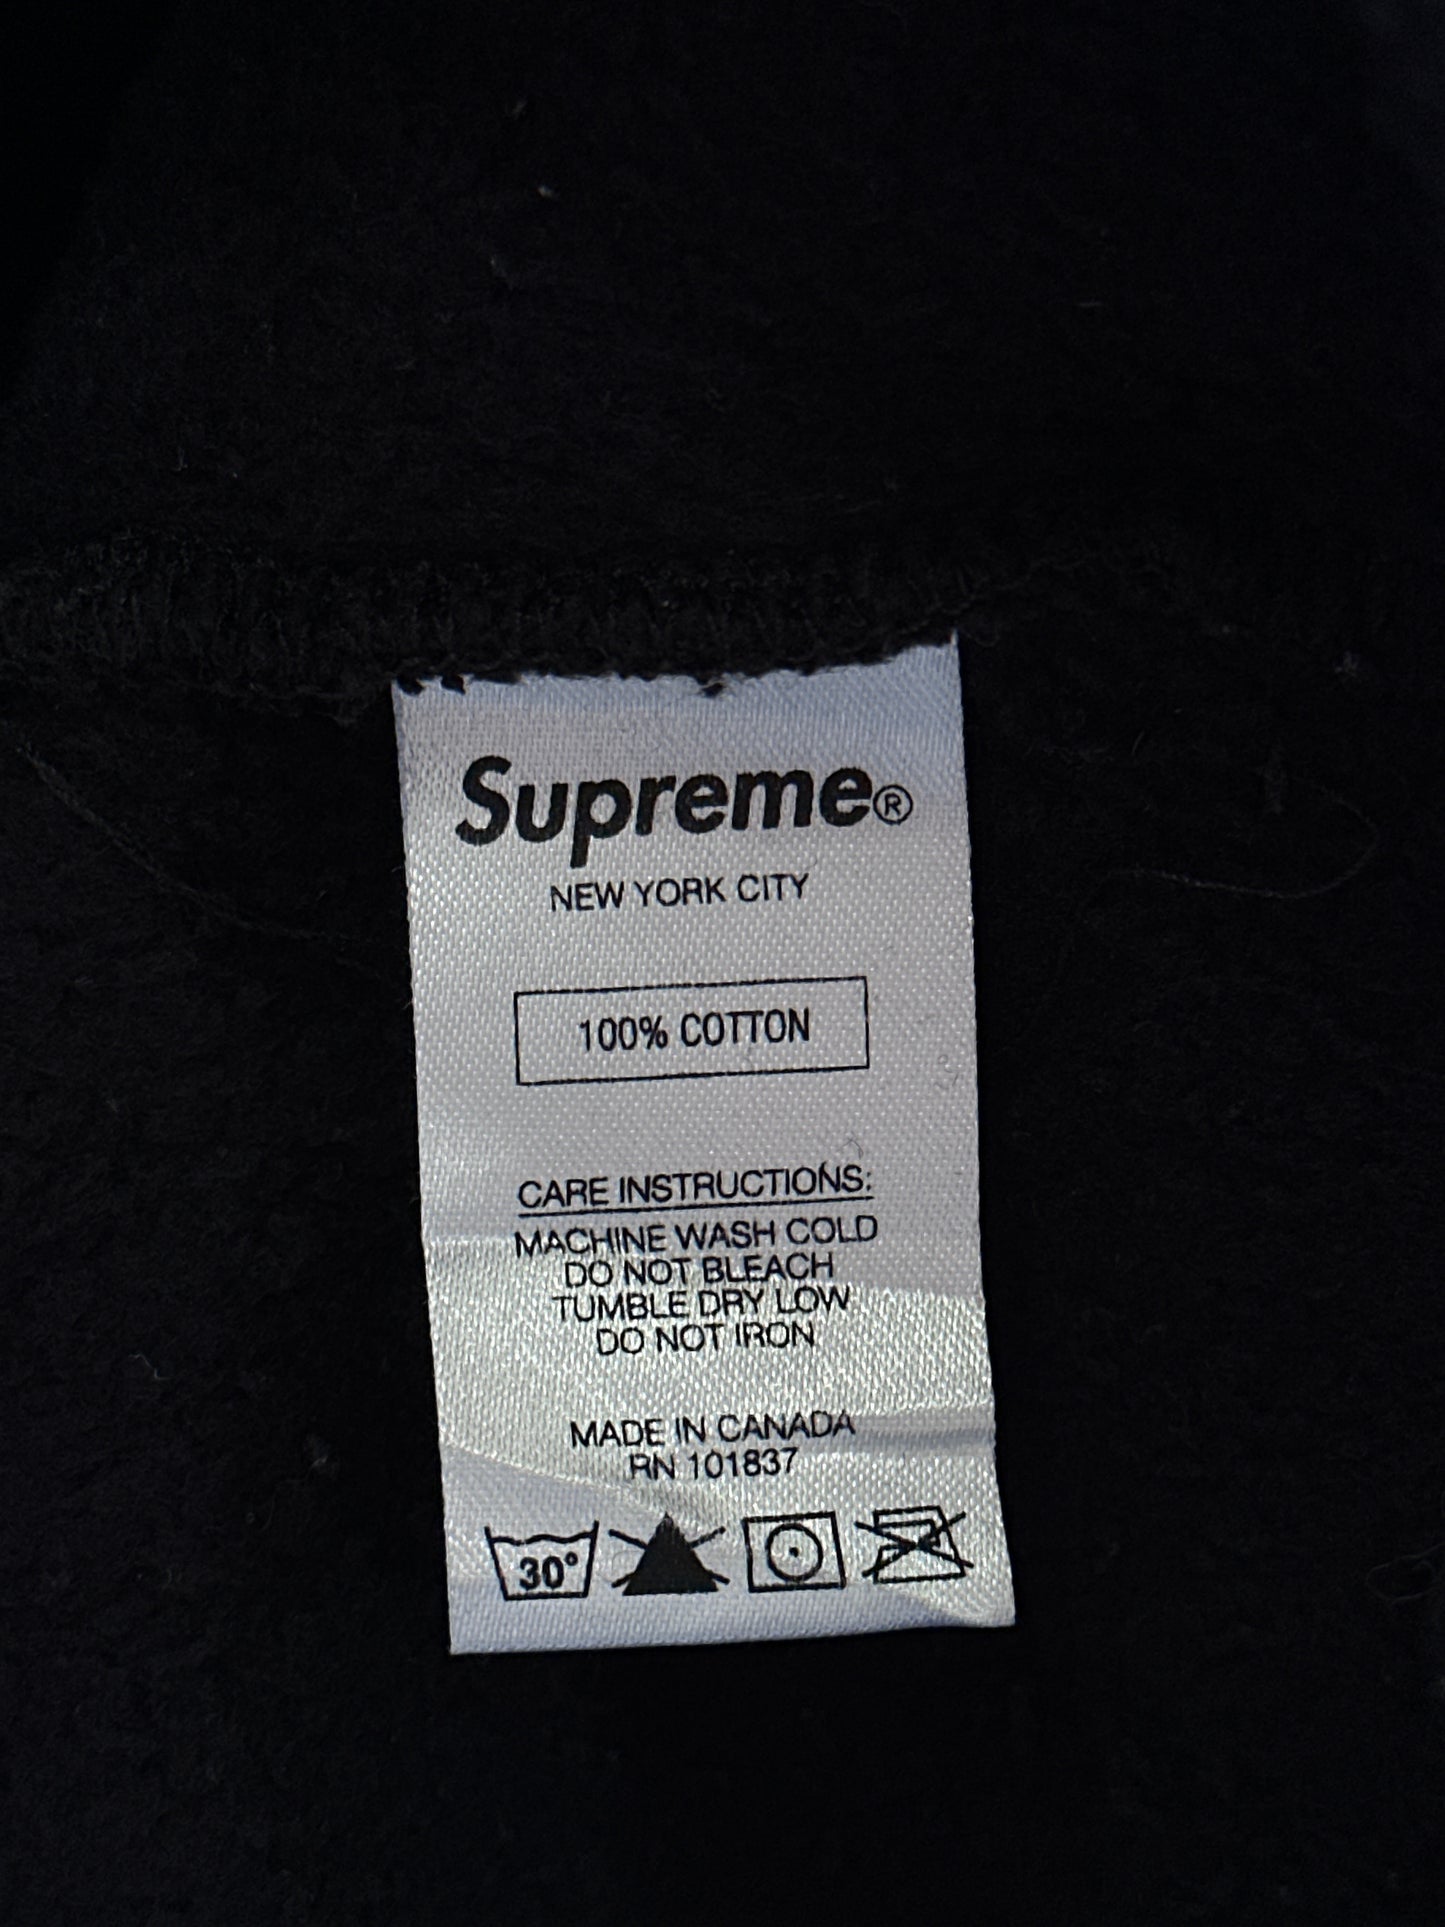 Supreme®
NEW YORK CITY
100% COTTON
CARE INSTRUCTIONS:
MACHINE WASH COLD
DO NOT BLEACH
TUMBLE DRY LOW
DO NOT IRON
MADE IN CANADA
RN 101837
30°